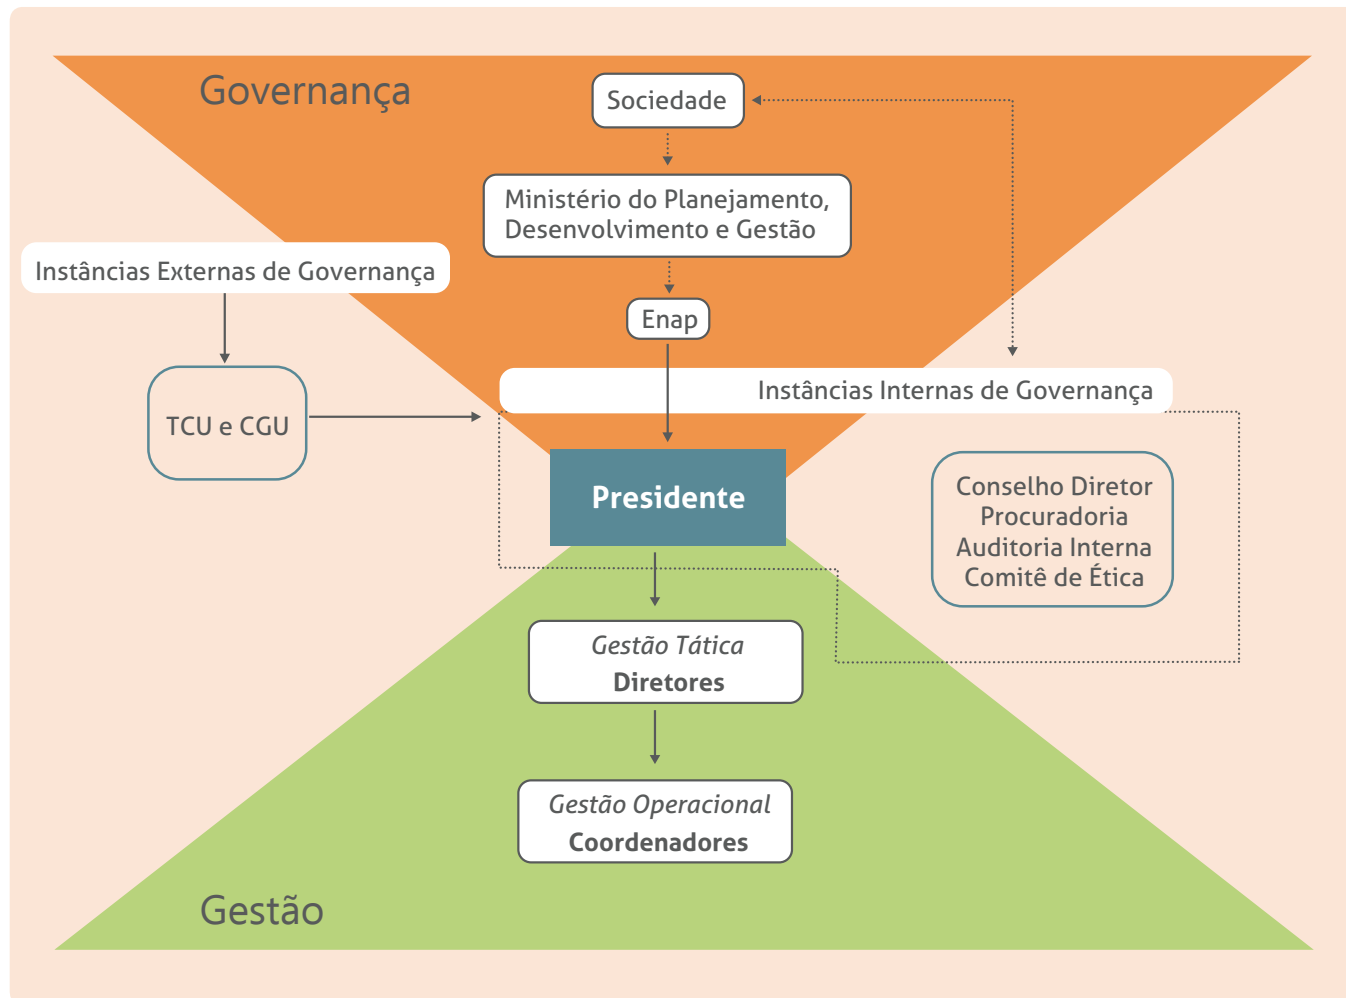 Governança
Sociedade
Ministério do Planejamento,
Desenvolvimento e Gestão
Instâncias Externas de Governança
Enap
Instâncias Internas de Governança
TCU e CGU
Presidente
Conselho Diretor
Procuradoria
Auditoria Interna
Comitê de Ética
Gestão Tática
Diretores
Gestão Operacional
Coordenadores
Gestão